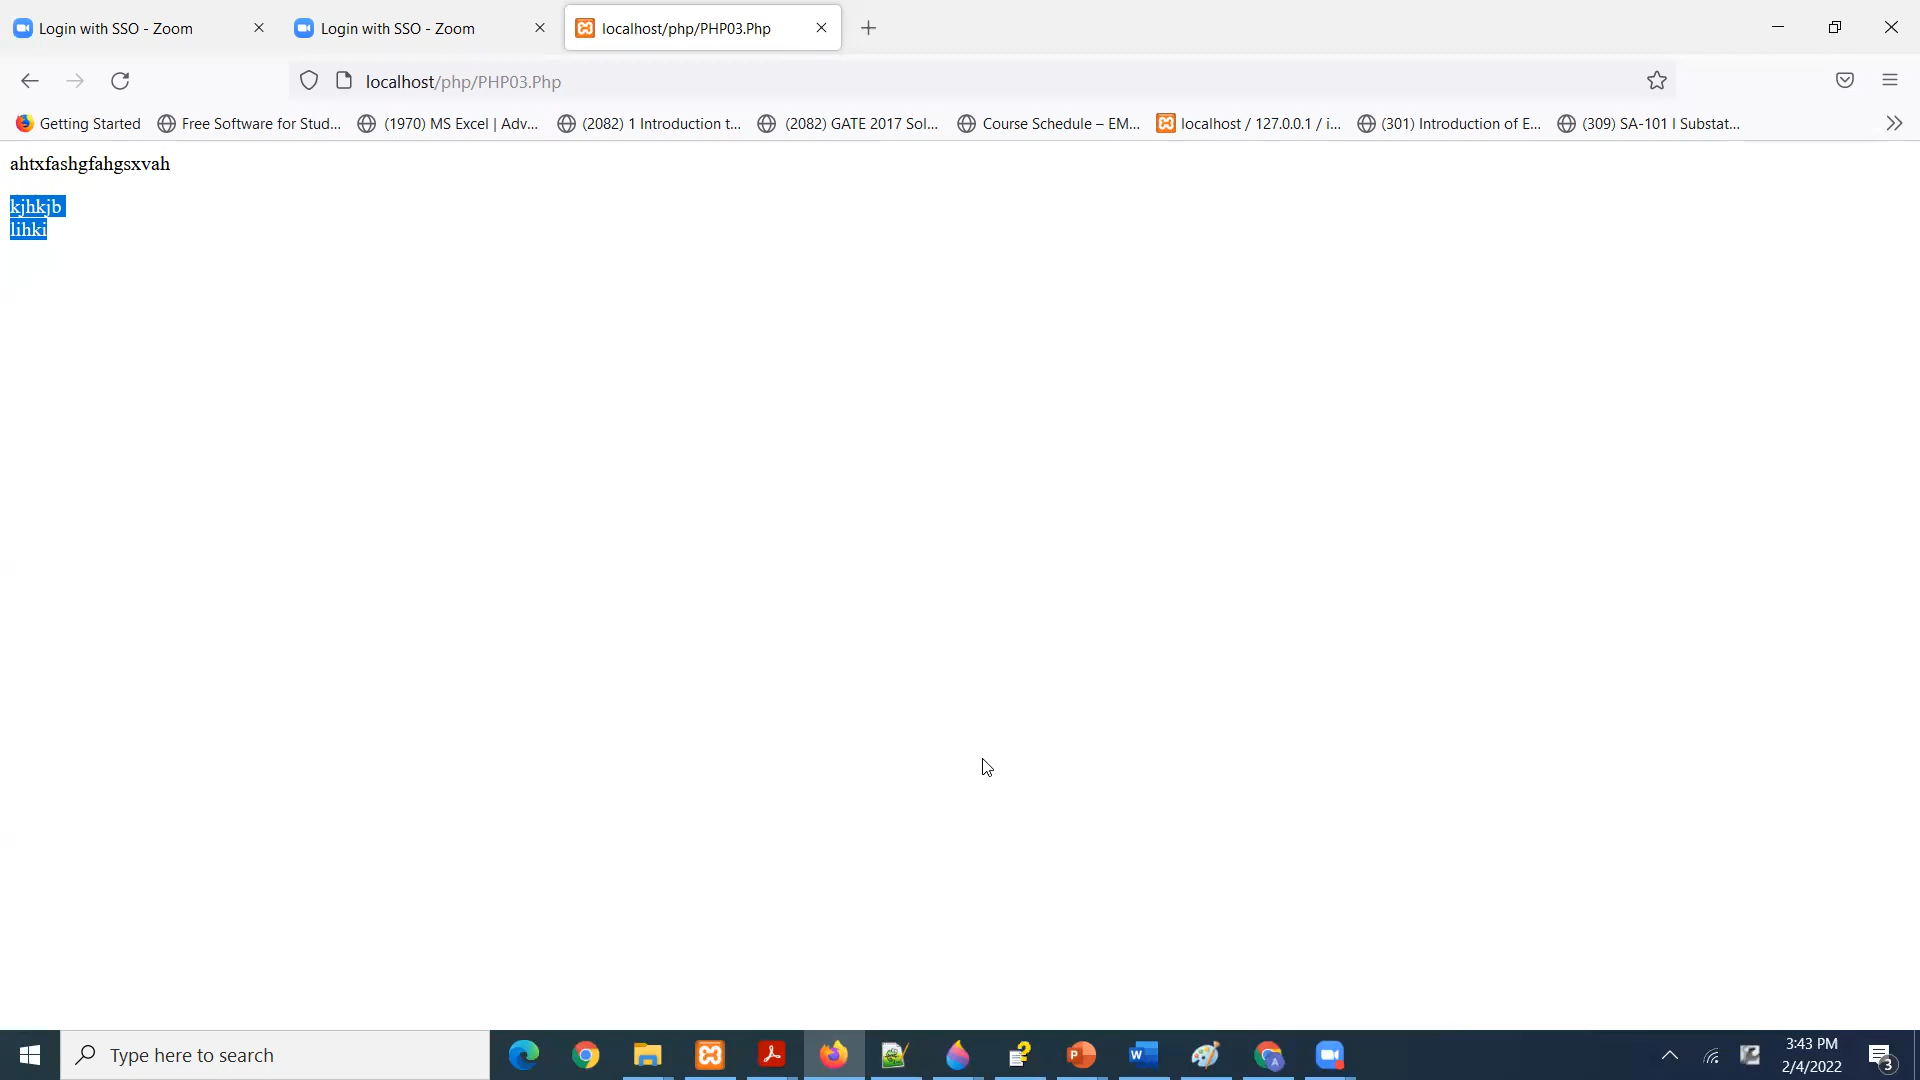 Login with SSO - Zoom
Login with SSO - Zoom
localhost/php/PHP03.Php
localhost/php/PHP03.Php
Getting Started
Free Software for Stud...
(1970) MS Excel | Adv...
(2082) 1 Introduction t...
(2082) GATE 2017 Sol...
Course Schedule – EM...
localhost / 127.0.0.1 / i...
(301) Introduction of E...
(309) SA-101 I Substat...
ahtxfashgfahgsxvah
kjhkjb
lihki
Type here to search
3:43 PM
2/4/2022
3